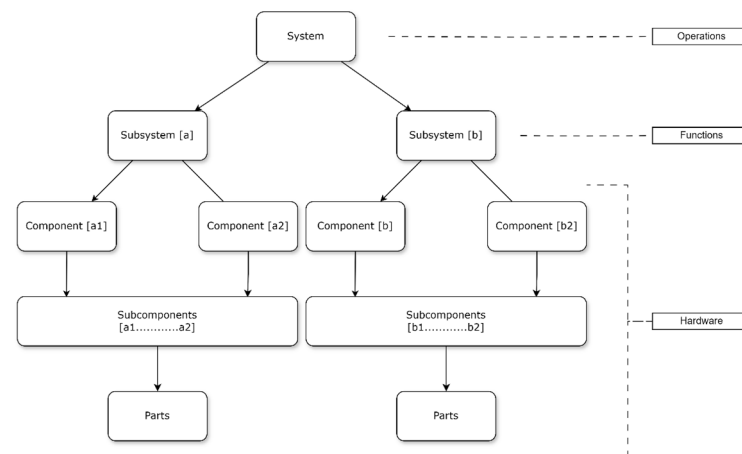 System
Operations
Subsystem [a]
Subsystem [b]
Functions
Component [a1]
Component [a2]
Component [b]
Component [b2]
Subcomponents
[a1............a2]
Subcomponents
[b1...........b2]
Hardware
Parts
Parts